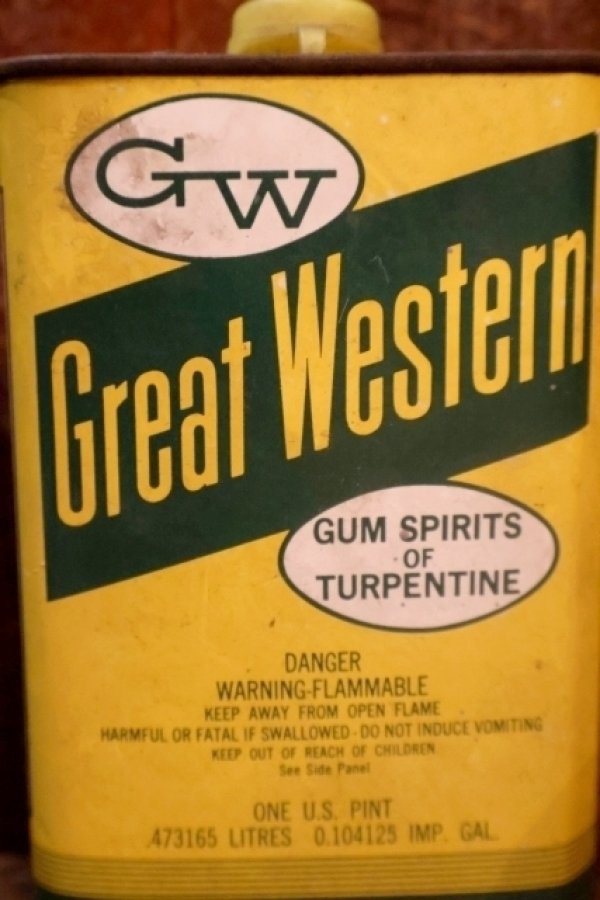 GW
Great Western
GUM SPIRITS
OF
TURPENTINE
DANGER
WARNING-FLAMMABLE
KEEP AWAY FROM OPEN FLAME
HARMFUL OR FATAL IF SWALLOWED - DO NOT INDUCE VOMITING
KEEP OUT OF REACH OF CHILDREN
See Side Panel
ONE U.S. PINT
.473165 LITRES 0.104125 IMP. GAL.